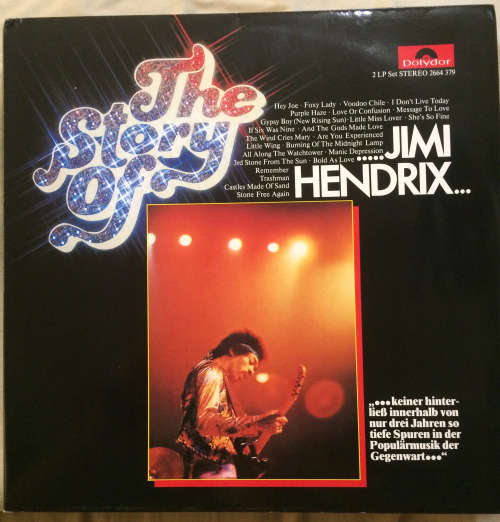 The
Story
Of
Polydor
2 LP Set STEREO 2664 379
Hey Joe · Foxy Lady · Voodoo Chile · I Don't Live Today
Purple Haze · Love Or Confusion · Message To Love
Gypsy Boy (New Rising Sun) · Little Miss Lover · She's So Fine
If Six Was Nine · And The Gods Made Love
The Wind Cries Mary · Are You Experienced
Little Wing · Burning Of The Midnight Lamp
All Along The Watchtower · Manic Depression
3rd Stone From The Sun · Bold As Love
Remember
Trashman
Castles Made Of Sand
Stone Free Again
.....JIMI
HENDRIX...
„...keiner hinter-
ließ innerhalb von
nur drei Jahren so
tiefe Spuren in der
Populärmusik der
Gegenwart...“